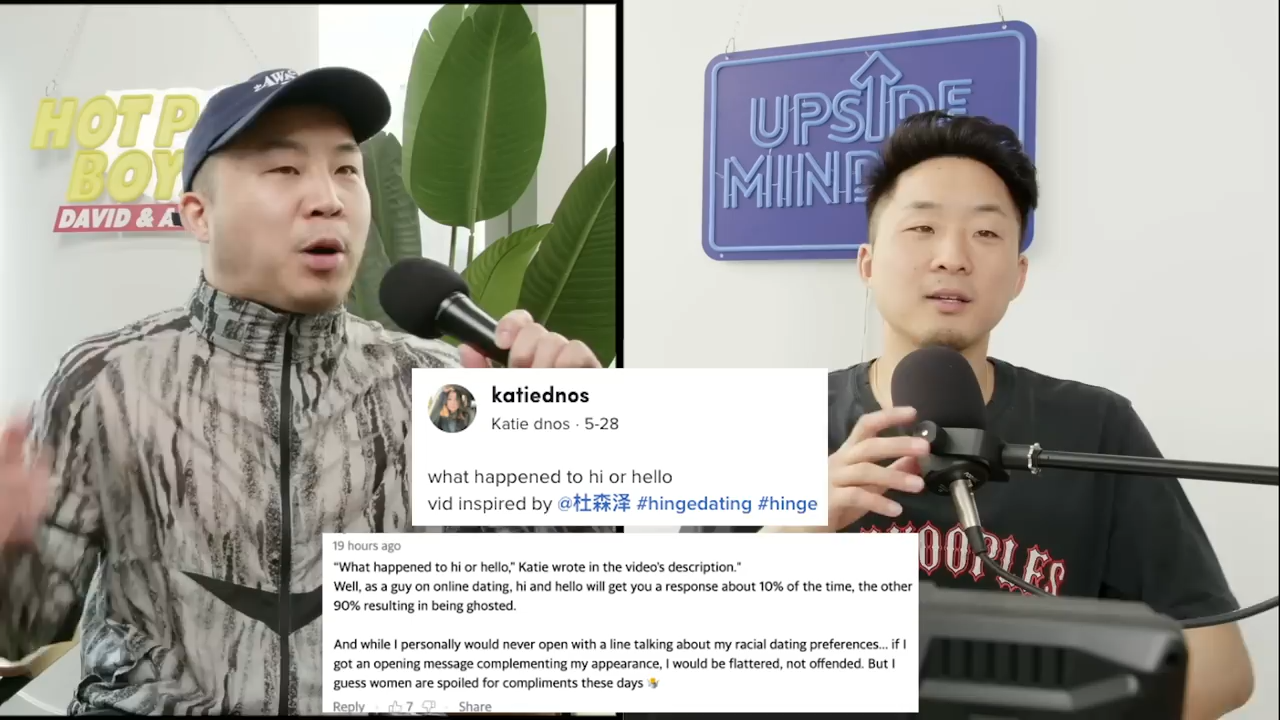 HOT P
BOY
DAVID & A
UPSIDE
MIND
katiednos
Katie dnos · 5-28
what happened to hi or hello
vid inspired by @杜森泽 #hingedating #hinge
19 hours ago
"What happened to hi or hello," Katie wrote in the video's description."
Well, as a guy on online dating, hi and hello will get you a response about 10% of the time, the other
90% resulting in being ghosted.
And while I personally would never open with a line talking about my racial dating preferences... if I
got an opening message complementing my appearance, I would be flattered, not offended. But I
guess women are spoiled for compliments these days 🤷
Reply · 7 Share